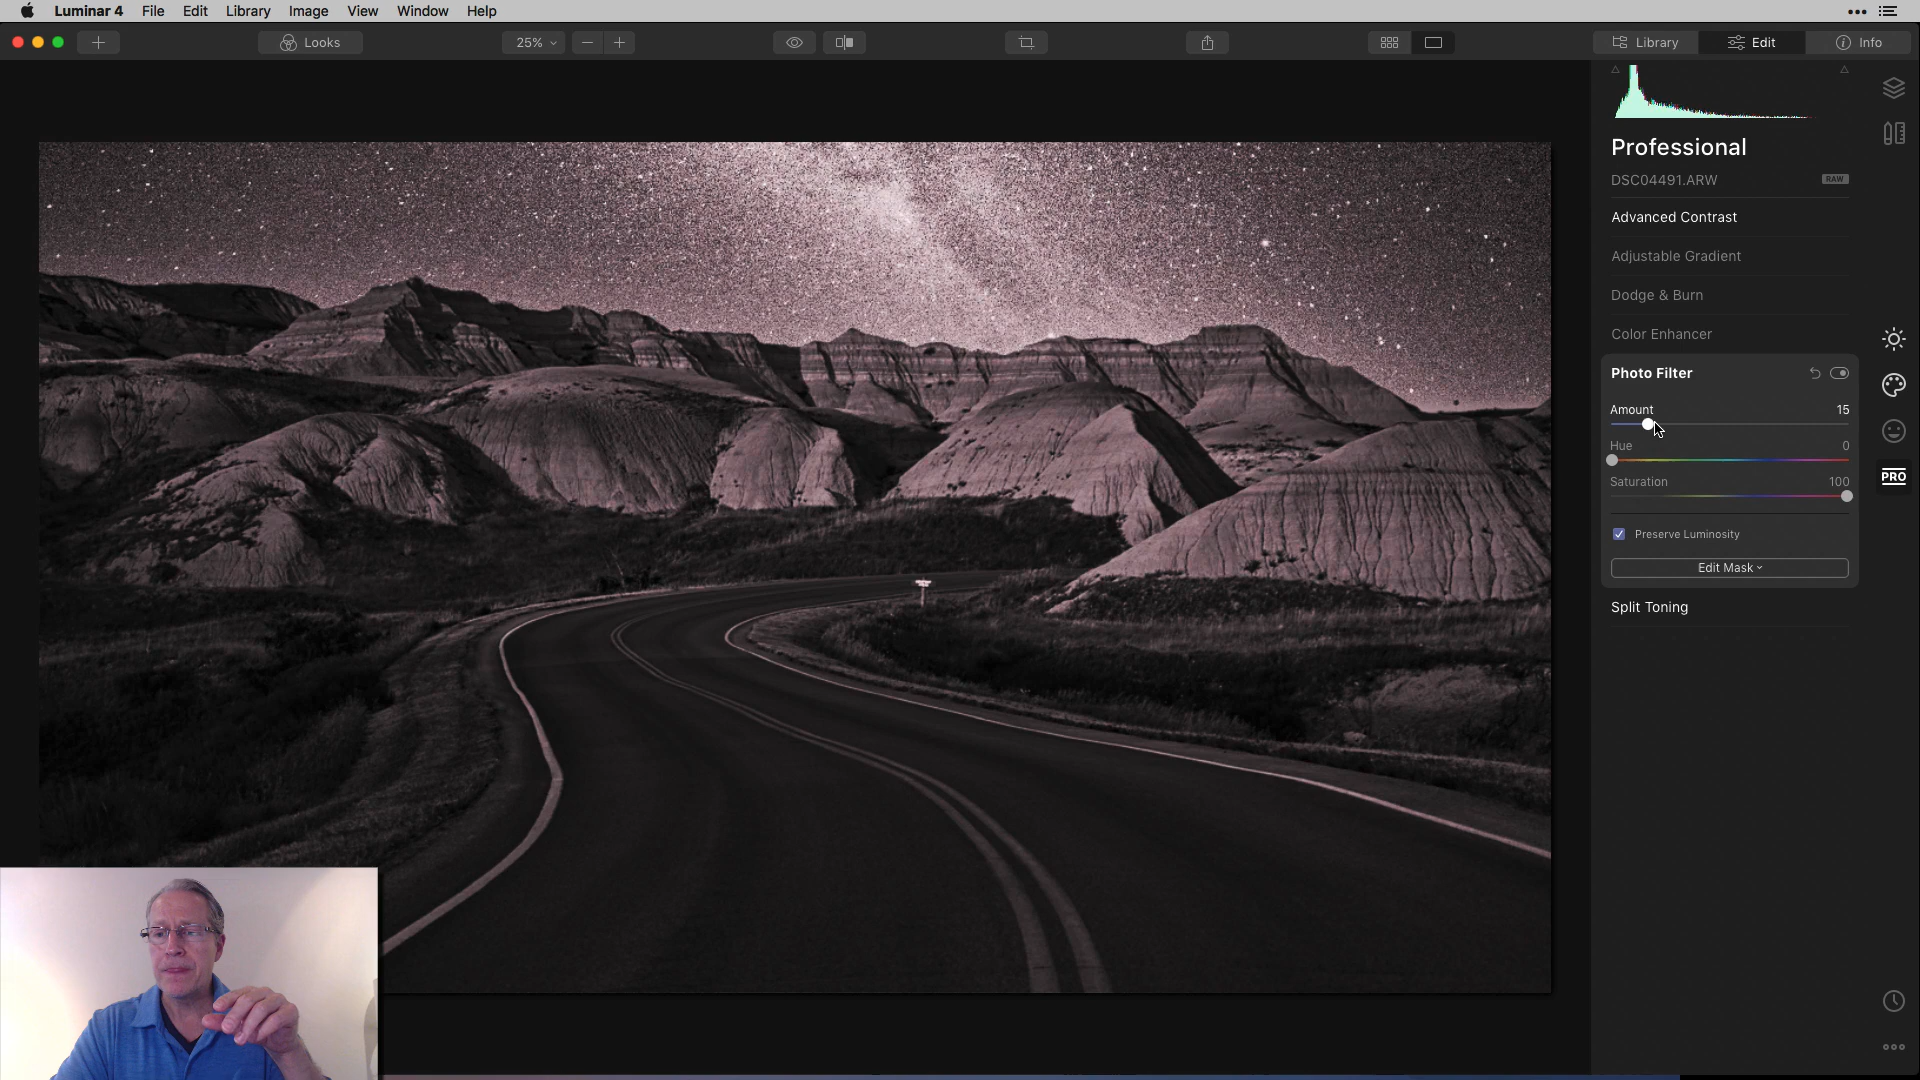 Luminar 4 File Edit Library Image View Window Help
Looks 25% Library Edit Info
Professional
DSC04491.ARW RAW
Advanced Contrast
Adjustable Gradient
Dodge & Burn
Color Enhancer
Photo Filter
Amount 15
Hue 0
PRO
Saturation 100
Preserve Luminosity
Edit Mask
Split Toning